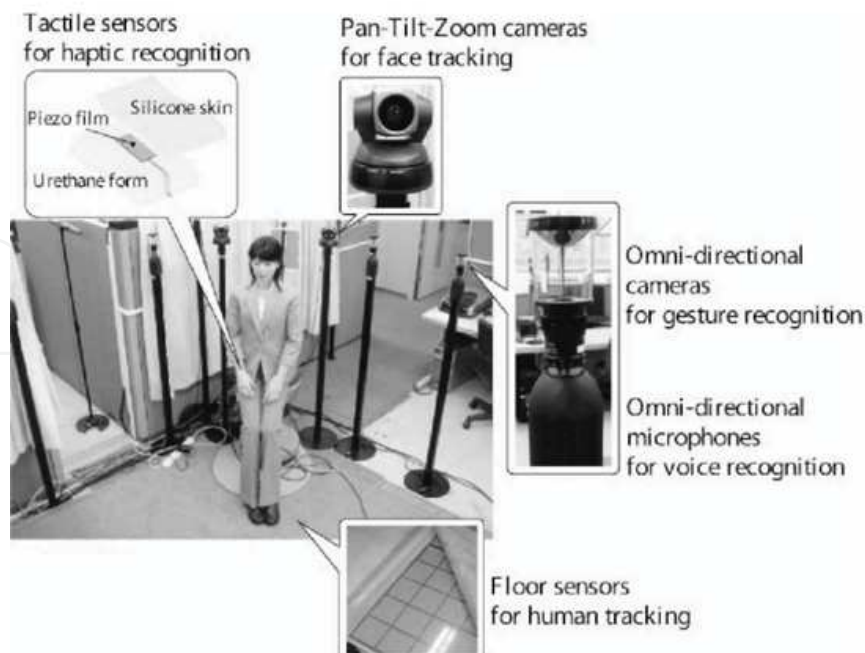 Tactile sensors
for haptic recognition
Silicone skin
Piezo film
Urethane form
Pan-Tilt-Zoom cameras
for face tracking
Omni-directional
cameras
for gesture recognition
Omni-directional
microphones
for voice recognition
Floor sensors
for human tracking